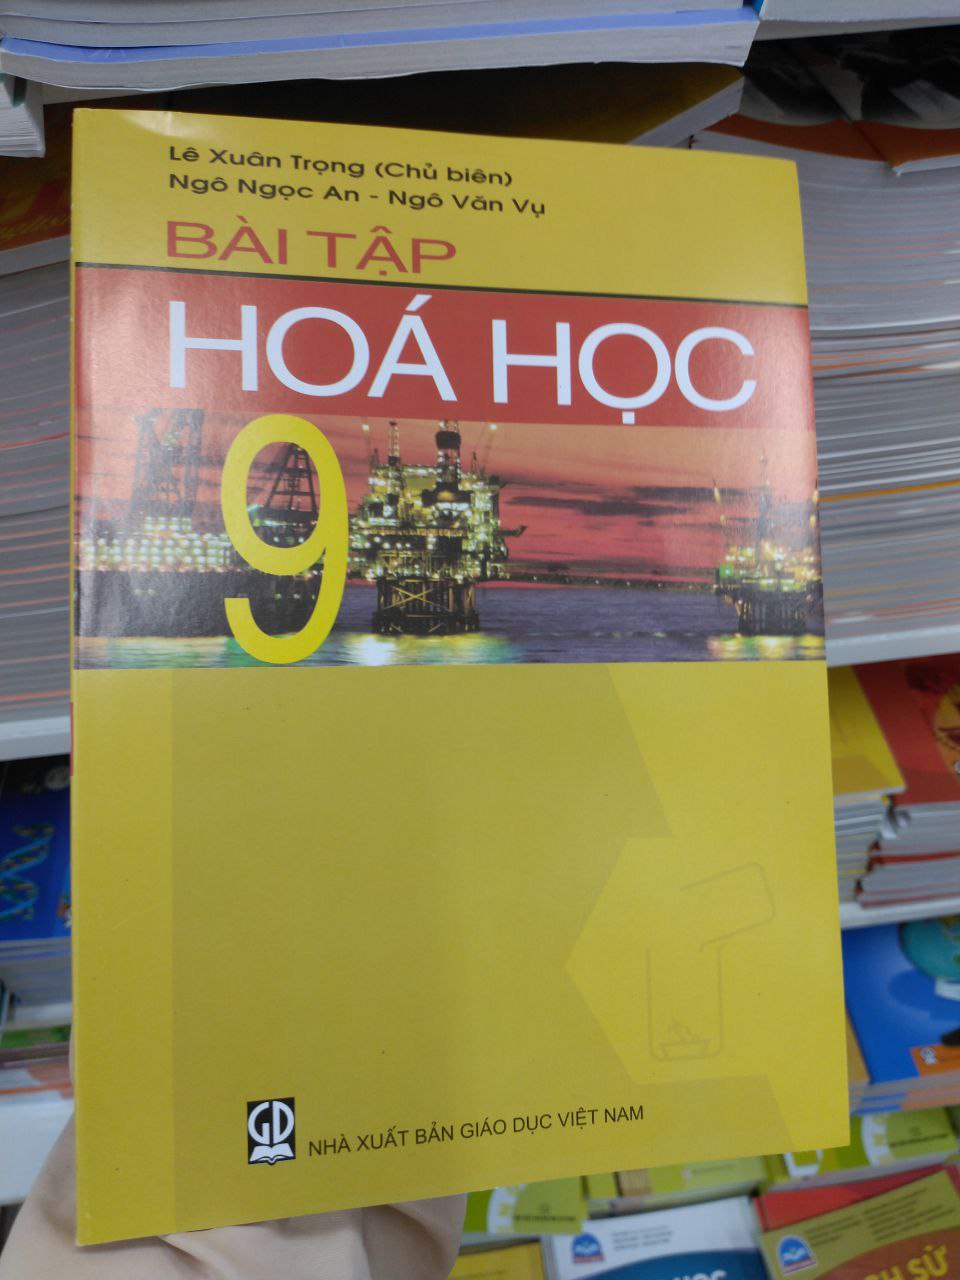 Lê Xuân Trọng (Chủ biên)
Ngô Ngọc An - Ngô Văn Vụ
BÀI TẬP
HOÁ HỌC
9
GD
NHÀ XUẤT BẢN GIÁO DỤC VIỆT NAM
SỬ